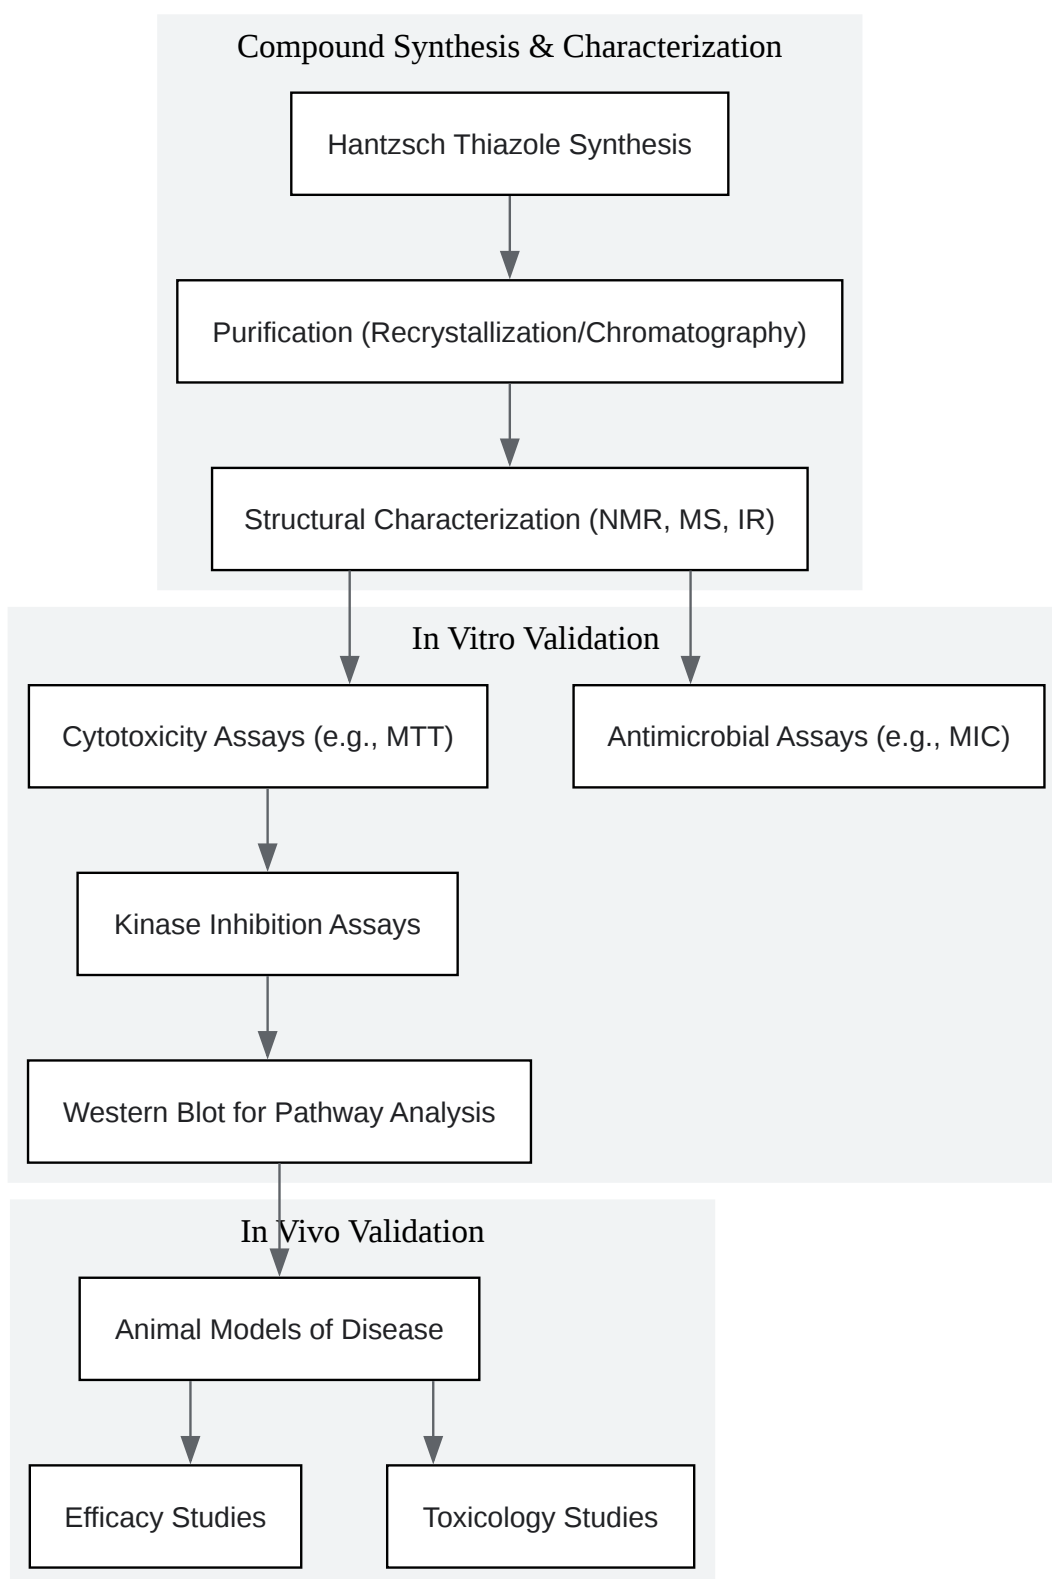 Compound Synthesis & Characterization
Hantzsch Thiazole Synthesis
Purification (Recrystallization/Chromatography)
Structural Characterization (NMR, MS, IR)
In Vitro Validation
Cytotoxicity Assays (e.g., MTT)
Antimicrobial Assays (e.g., MIC)
Kinase Inhibition Assays
Western Blot for Pathway Analysis
In Vivo Validation
Animal Models of Disease
Efficacy Studies
Toxicology Studies